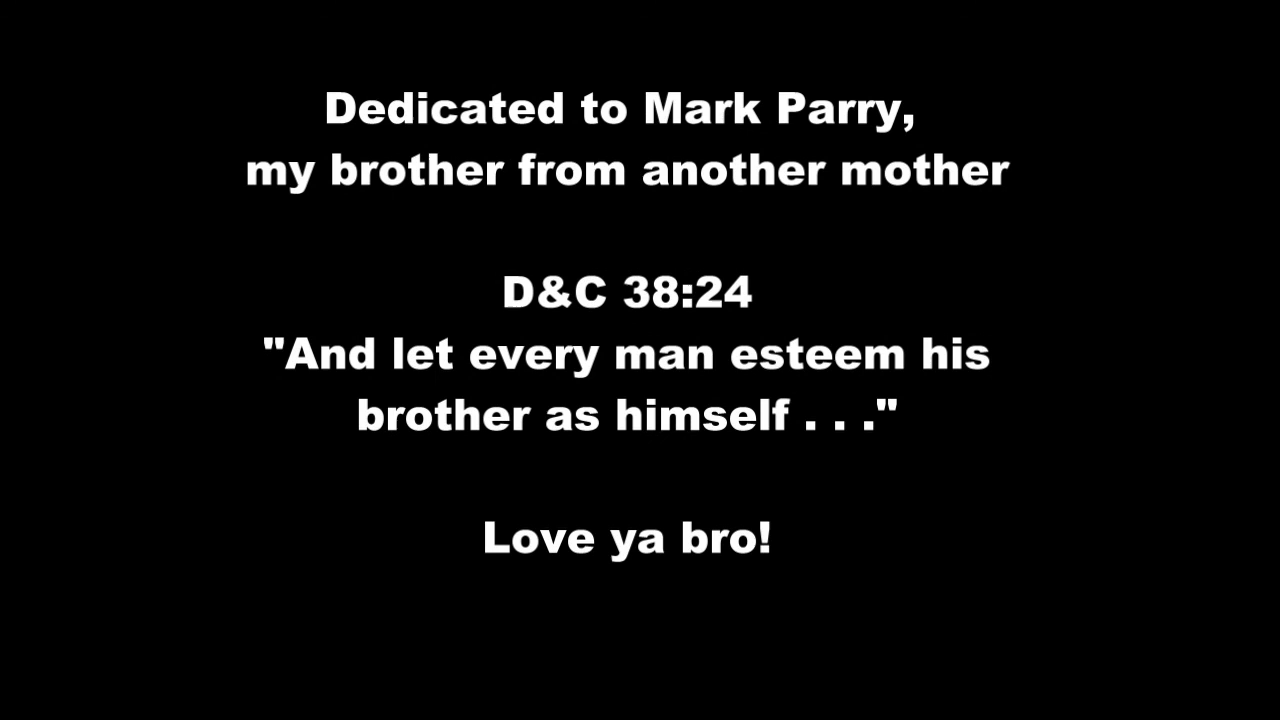 Dedicated to Mark Parry,
my brother from another mother
D&C 38:24
"And let every man esteem his
brother as himself . . ."
Love ya bro!